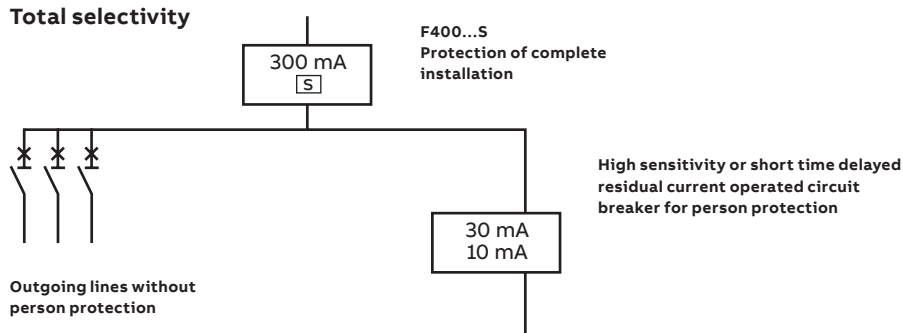 Total selectivity
300 mA
S
F400...S
Protection of complete
installation
High sensitivity or short time delayed
residual current operated circuit
breaker for person protection
30 mA
10 mA
Outgoing lines without
person protection